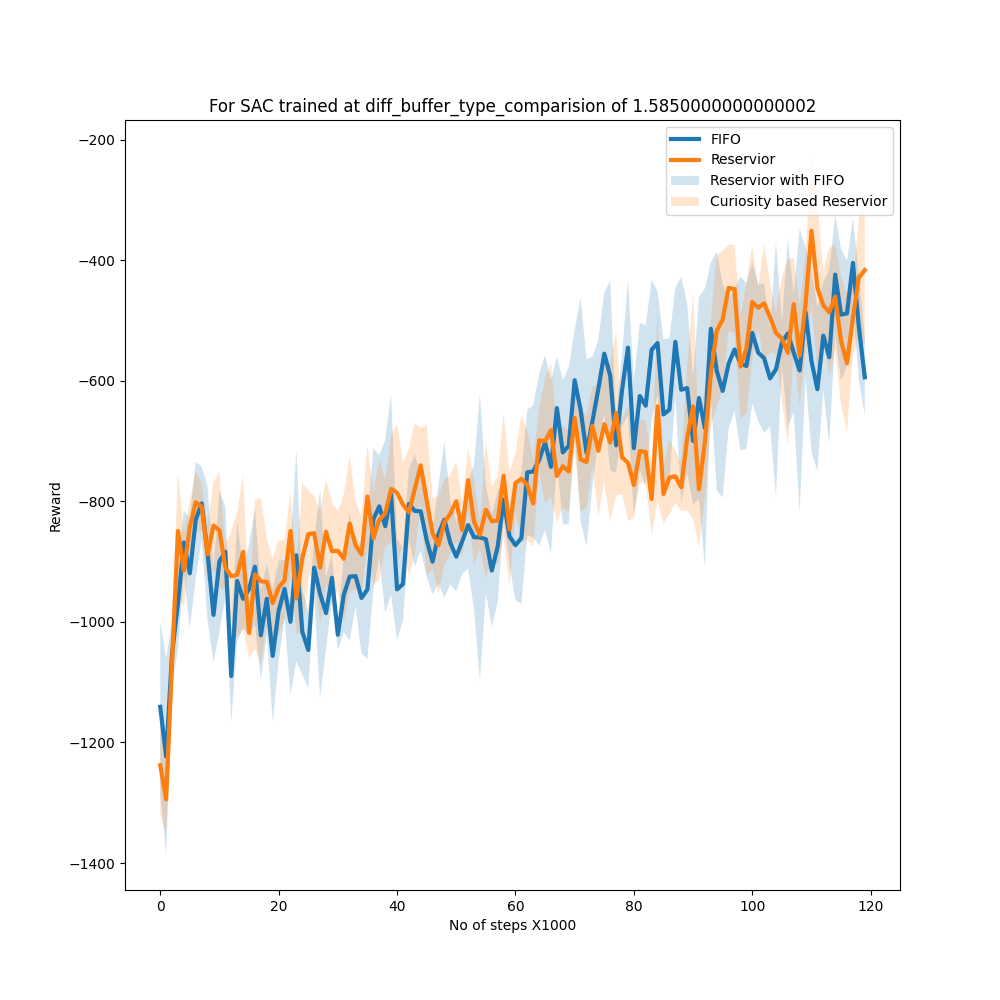 For SAC trained at diff_buffer_type_comparision of 1.5850000000000002
FIFO
Reservior
Reservior with FIFO
Curiosity based Reservior
−200
−400
−600
−800
−1000
−1200
−1400
Reward
0 20 40 60 80 100 120
No of steps X1000